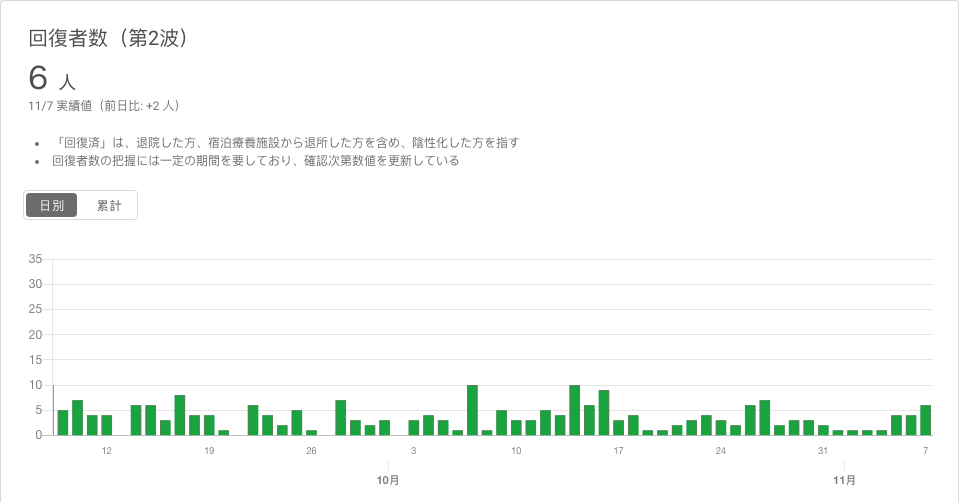 回復者数（第2波）
6 人
11/7 実績値（前日比: +2 人）
• 「回復済」は、退院した方、宿泊療養施設から退所した方を含め、陰性化した方を指す
• 回復者数の把握には一定の期間を要しており、確認次第数値を更新している
日別 累計
35
30
25
20
15
10
5
0
12 19 26 3 10 17 24 31 7
10月 11月